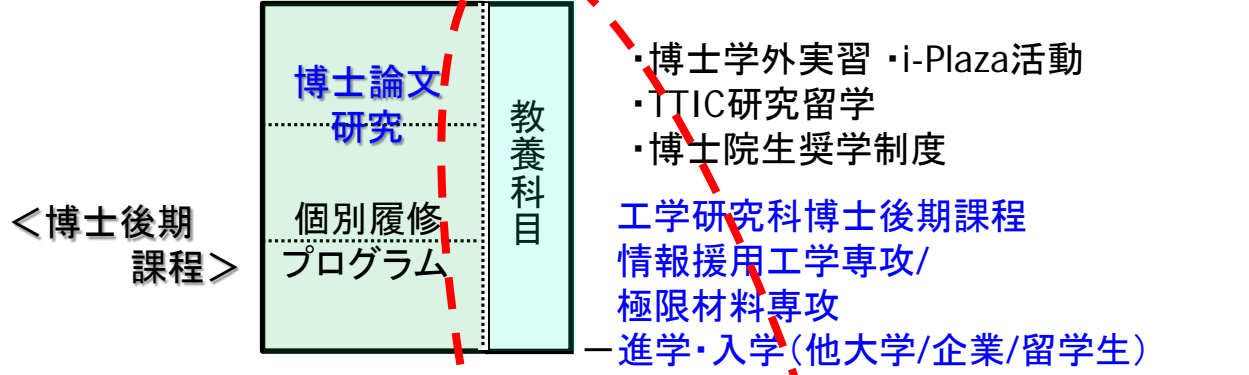 博士論文
研究
個別履修
プログラム
教養科目
＜博士後期
課程＞
・博士学外実習 ・i-Plaza活動
・TTIC研究留学
・博士院生奨学制度
工学研究科博士後期課程
情報援用工学専攻/
極限材料専攻
－進学・入学（他大学/企業/留学生）